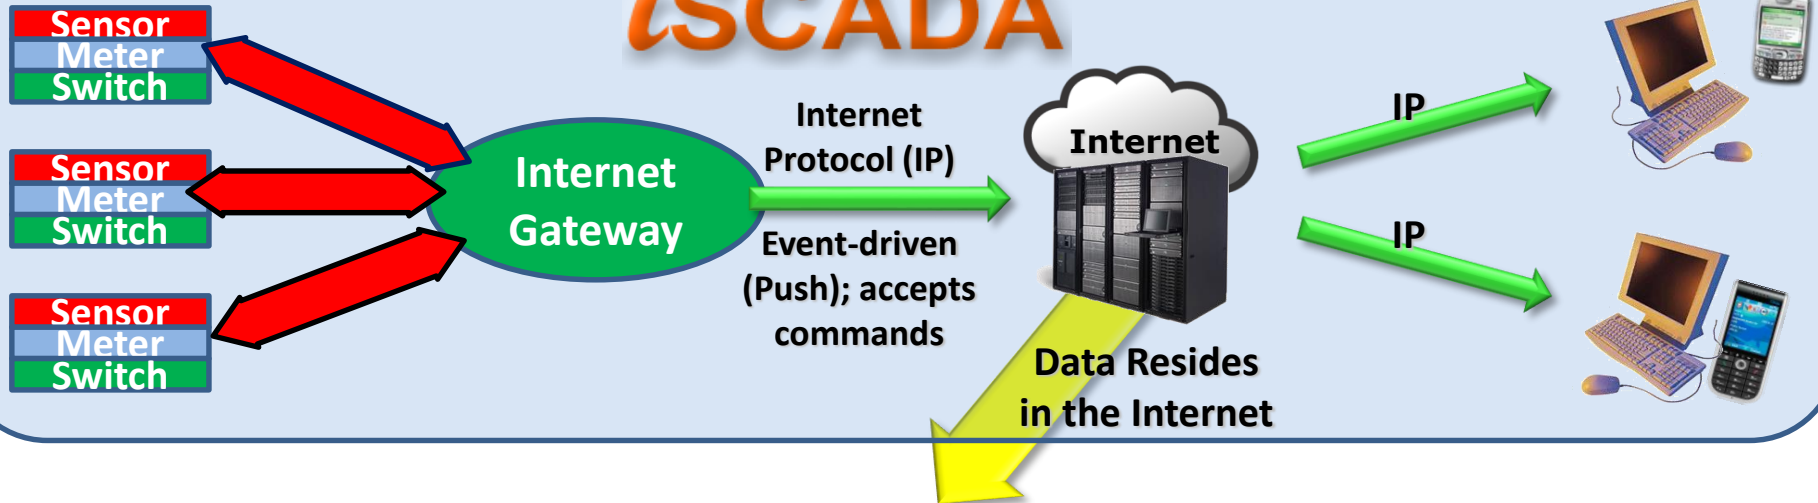 iSCADA
Sensor
Meter
Switch
Sensor
Meter
Switch
Sensor
Meter
Switch
Internet
Gateway
Internet
Protocol (IP)
Event-driven
(Push); accepts
commands
Internet
Data Resides
in the Internet
IP
IP